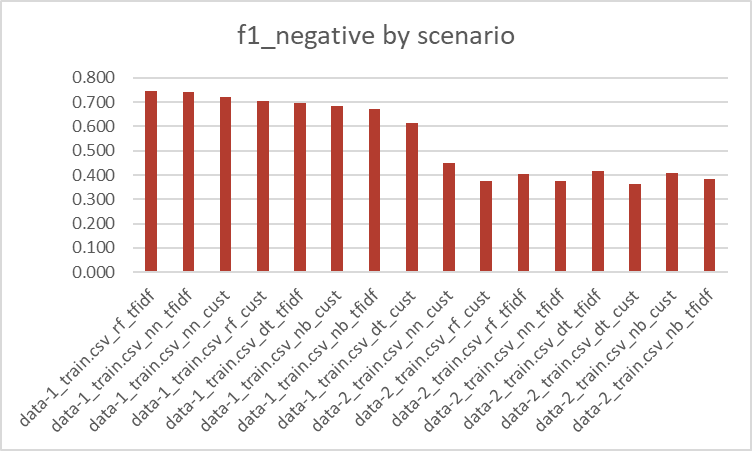 f1_negative by scenario
0.800
0.700
0.600
0.500
0.400
0.300
0.200
0.100
0.000
data-1_train.csv_rf_tfidf
data-1_train.csv_nn_tfidf
data-1_train.csv_nn_cust
data-1_train.csv_rf_cust
data-1_train.csv_dt_tfidf
data-1_train.csv_nb_cust
data-1_train.csv_nb_tfidf
data-1_train.csv_dt_cust
data-2_train.csv_nn_cust
data-2_train.csv_rf_cust
data-2_train.csv_rf_tfidf
data-2_train.csv_nn_tfidf
data-2_train.csv_dt_tfidf
data-2_train.csv_dt_cust
data-2_train.csv_nb_cust
data-2_train.csv_nb_tfidf